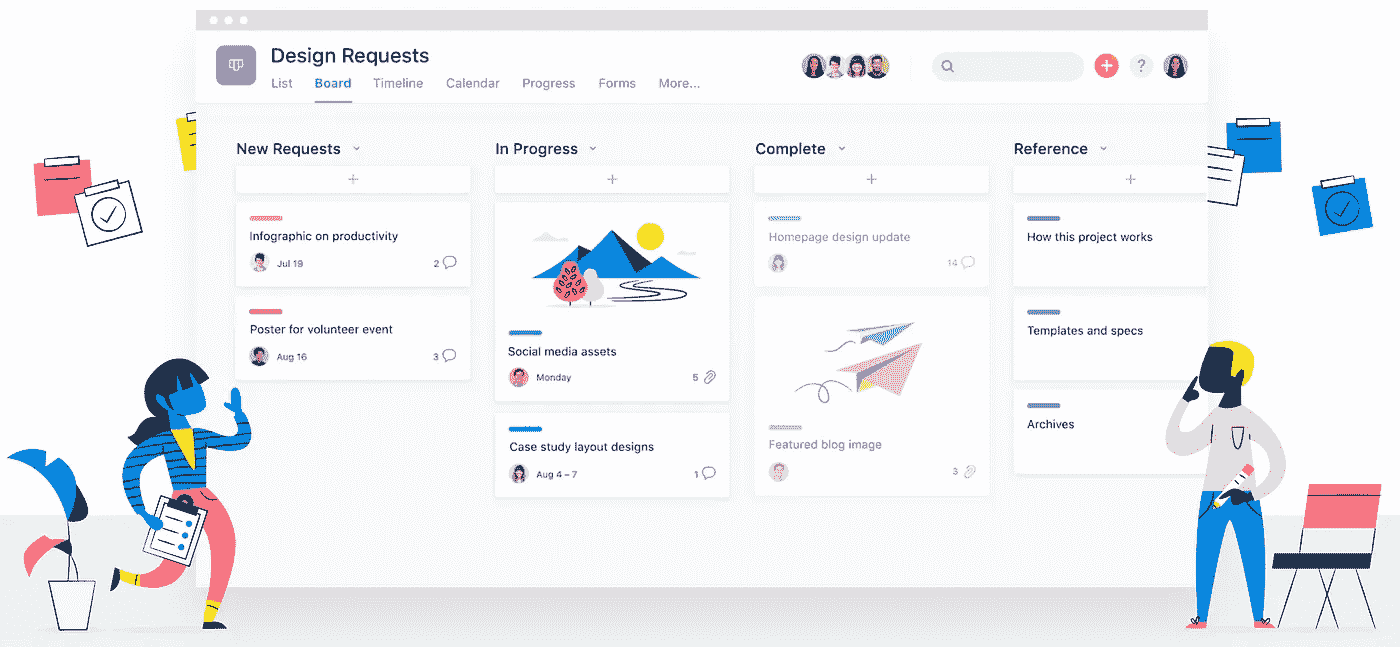 Design Requests
List Board Timeline Calendar Progress Forms More...
?
New Requests
+
Infographic on productivity
Jul 19 2
Poster for volunteer event
Aug 16 3
In Progress
+
Social media assets
Monday 5
Case study layout designs
Aug 4 – 7 1
Complete
+
Homepage design update
14
Featured blog image
3
Reference
+
How this project works
Templates and specs
Archives